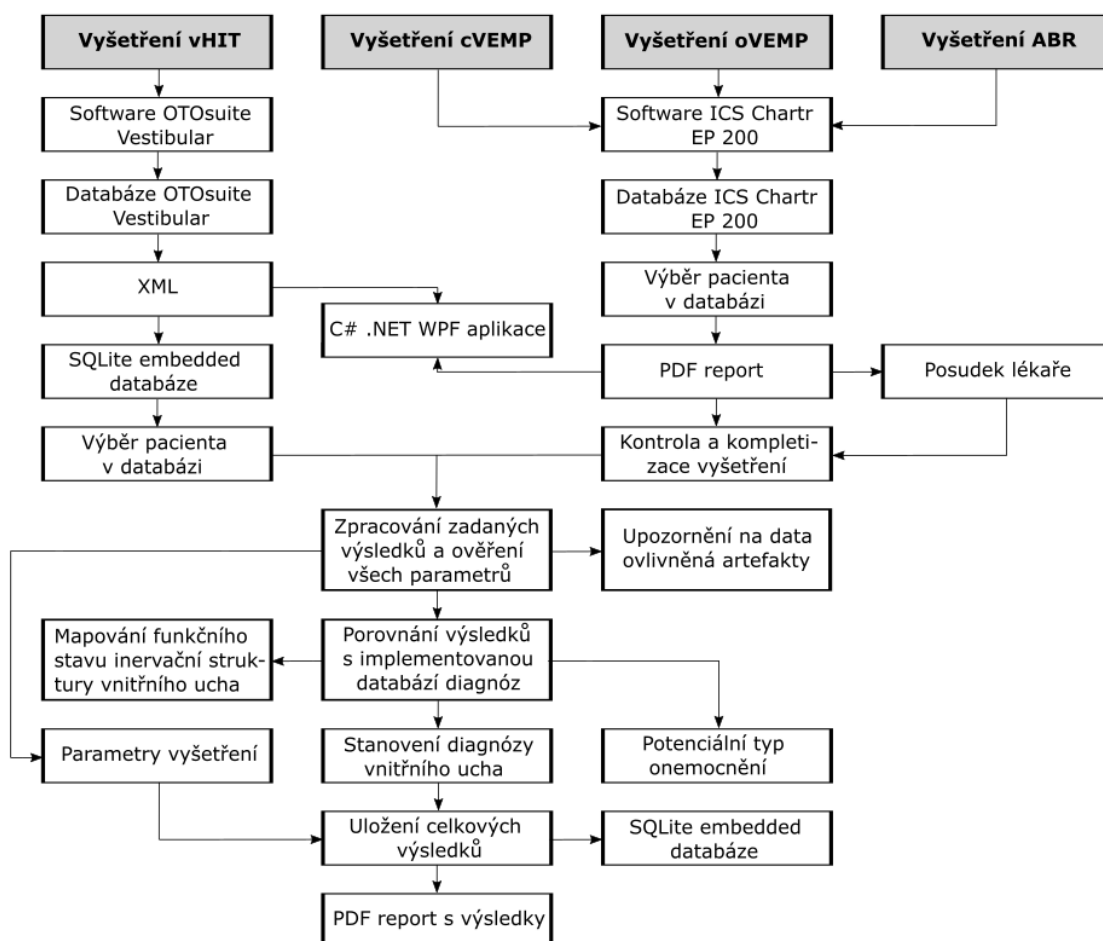 Vyšetření vHIT
Vyšetření cVEMP
Vyšetření oVEMP
Vyšetření ABR
Software OTOsuite
Vestibular
Software ICS Chartr
EP 200
Databáze OTOsuite
Vestibular
Databáze ICS Chartr
EP 200
XML
Výběr pacienta
v databázi
C# .NET WPF aplikace
SQLite embedded
databáze
PDF report
Posudek lékaře
Výběr pacienta
v databázi
Kontrola a kompleti-
zace vyšetření
Zpracování zadaných
výsledků a ověření
všech parametrů
Upozornění na data
ovlivněná artefakty
Mapování funkčního
stavu inervační struk-
tury vnitřního ucha
Porovnání výsledků
s implementovanou
databází diagnóz
Parametry vyšetření
Stanovení diagnózy
vnitřního ucha
Potenciální typ
onemocnění
Uložení celkových
výsledků
SQLite embedded
databáze
PDF report s výsledky